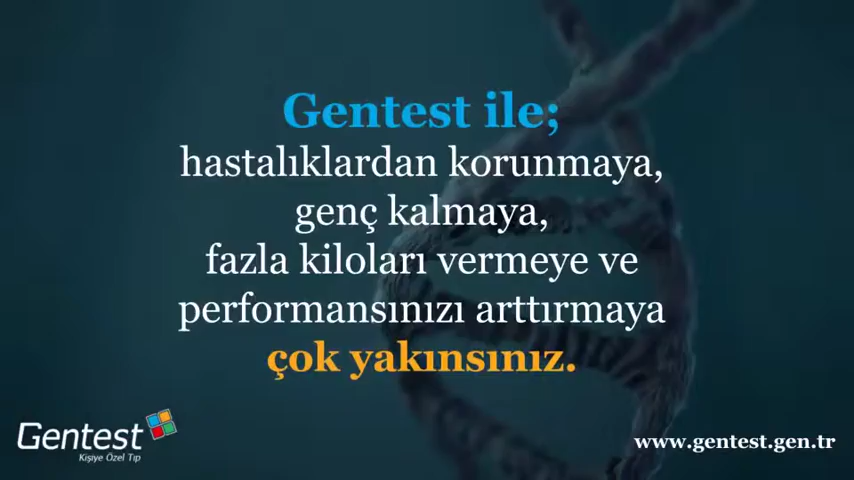 Gentest ile;
hastalıklardan korunmaya,
genç kalmaya,
fazla kiloları vermeye ve
performansınızı arttırmaya
çok yakınsınız.
Gentest
Kişiye Özel Tıp
www.gentest.gen.tr